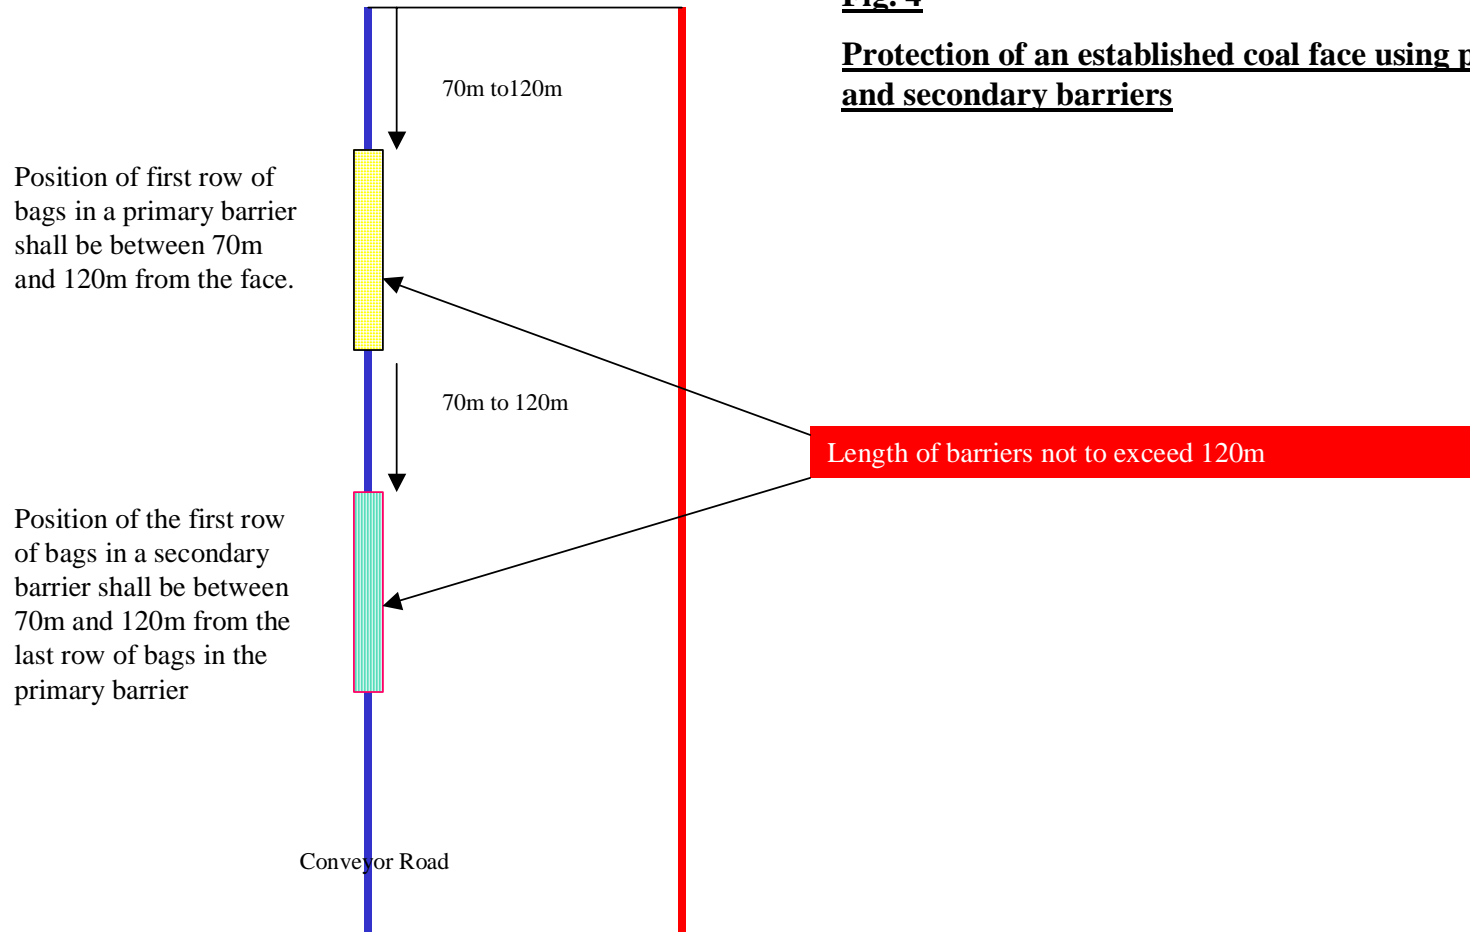 Fig. 4
Protection of an established coal face using
and secondary barriers
70m to120m
Position of first row of
bags in a primary barrier
shall be between 70m
and 120m from the face.
70m to 120m
Length of barriers not to exceed 120m
Position of the first row
of bags in a secondary
barrier shall be between
70m and 120m from the
last row of bags in the
primary barrier
Conveyor Road